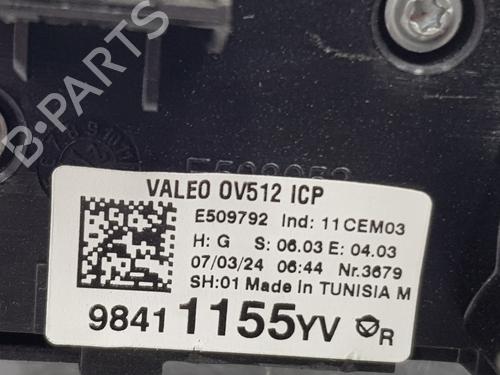 B-PARTS
VALEO OV512 ICP
E509792 Ind: 11CEM03
H: G S: 06.03 E: 04.03
07/03/24 06:44 Nr.3679
SH:01 Made In TUNISIA M
9841 1155YV R